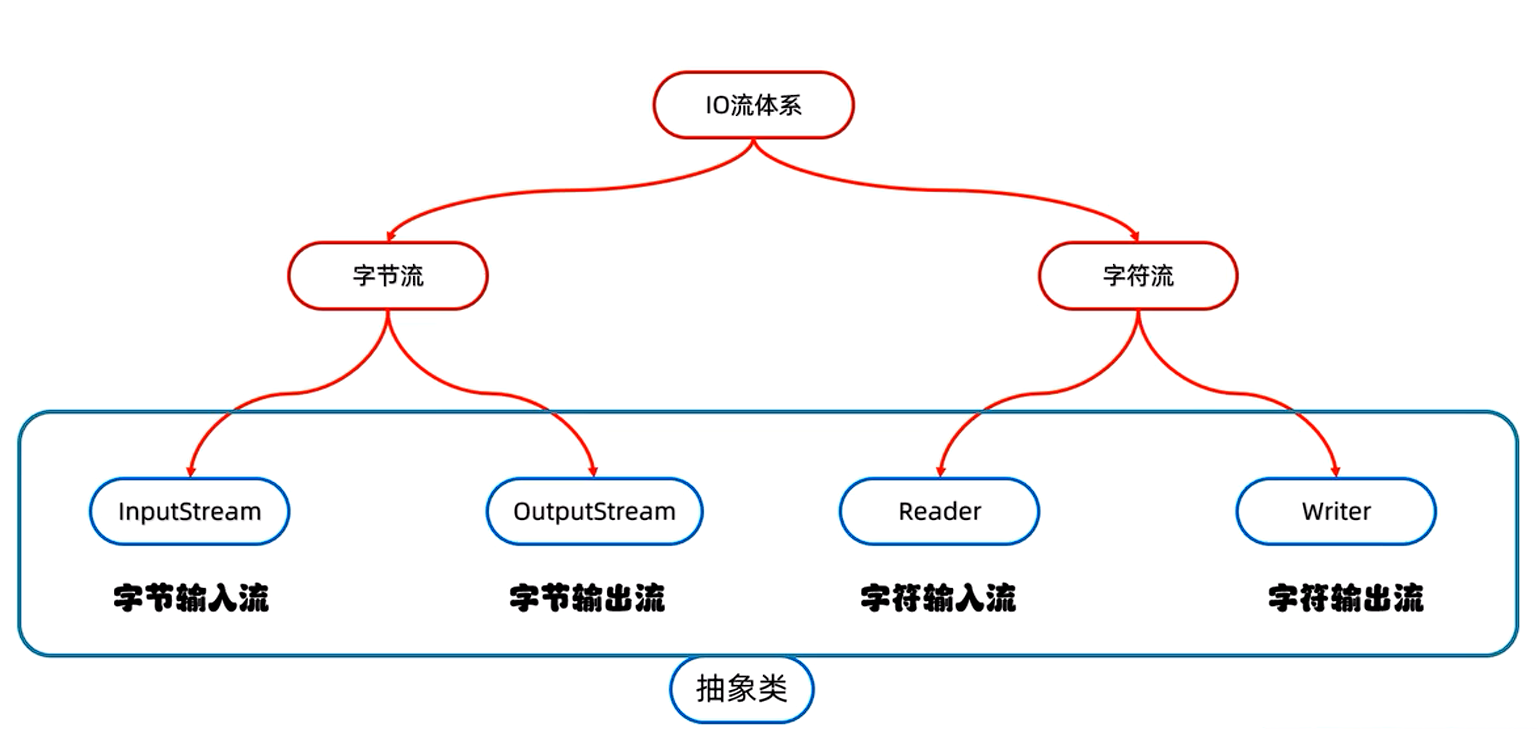 IO流体系
字节流
字符流
InputStream
OutputStream
Reader
Writer
字节输入流
字节输出流
字符输入流
字符输出流
抽象类